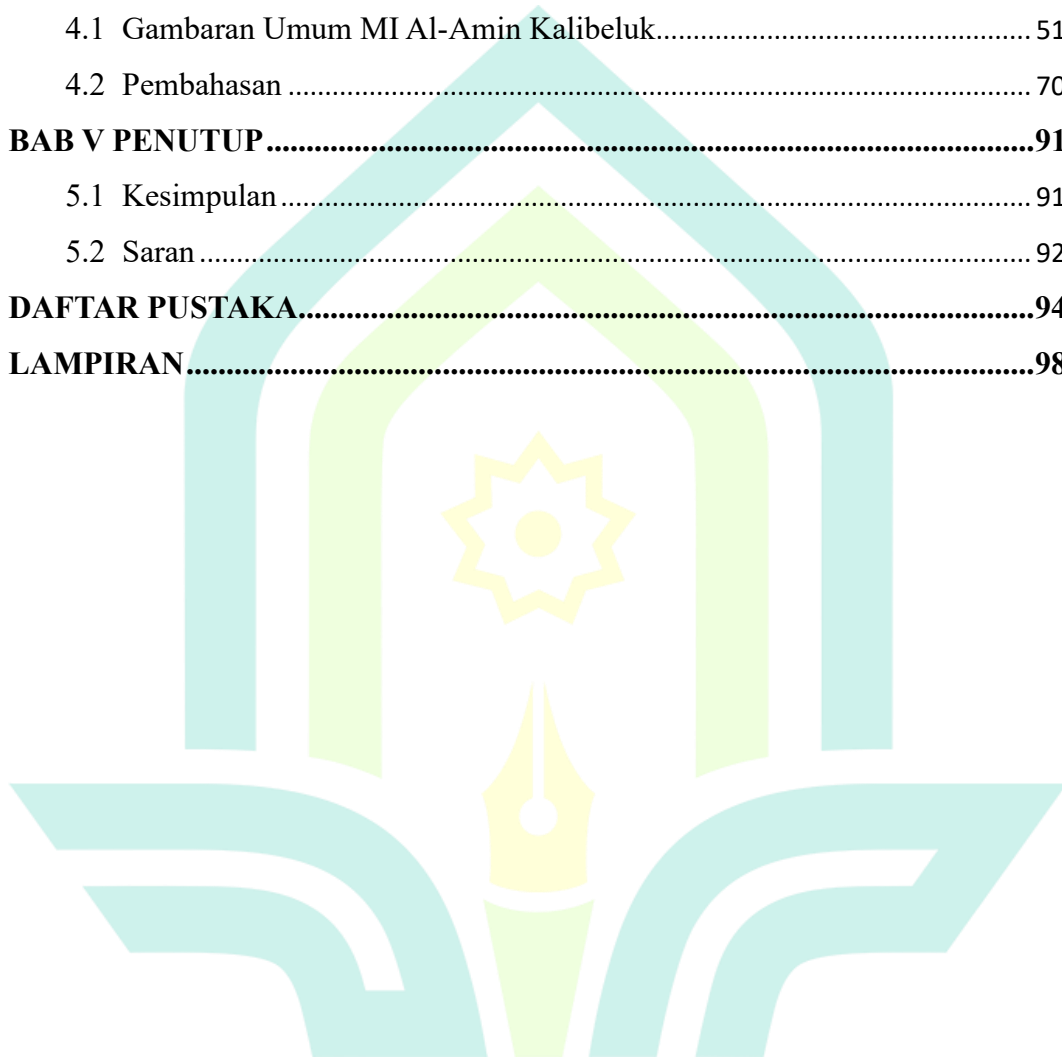 4.1 Gambaran Umum MI Al-Amin Kalibeluk........................................................ 51
4.2 Pembahasan ..................................................................................................... 70
BAB V PENUTUP..................................................................................................91
5.1 Kesimpulan ...................................................................................................... 91
5.2 Saran ................................................................................................................ 92
DAFTAR PUSTAKA..............................................................................................94
LAMPIRAN............................................................................................................98